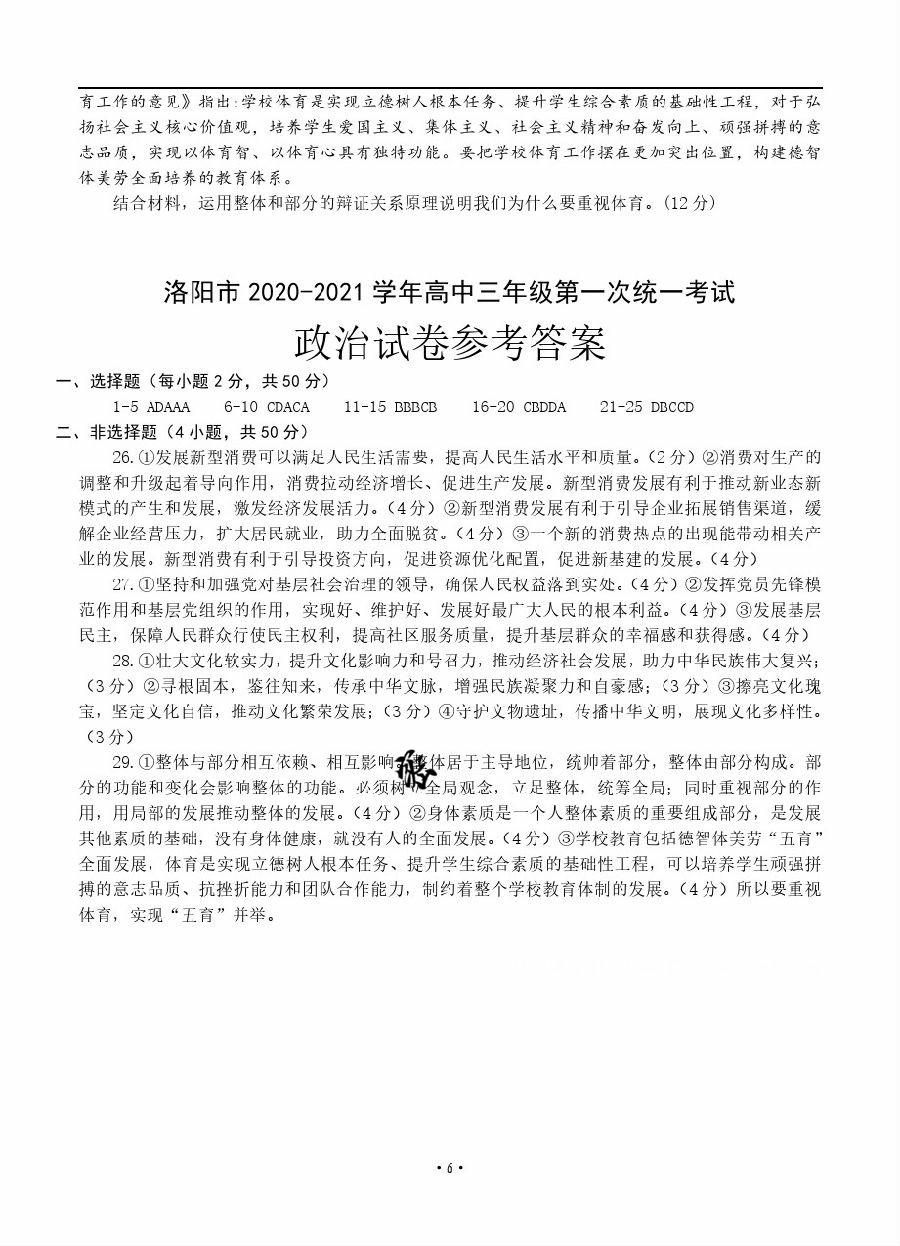 育工作的意见》指出:学校体育是实现立德树人根本任务、提升学生综合素质的基础性工程，对于弘
扬社会主义核心价值观，培养学生爱国主义、集体主义、社会主义精神和奋发向上、顽强拼搏的意
志品质，实现以体育智、以体育心具有独特功能。要把学校体育工作摆在更加突出位置，构建德智
体美劳全面培养的教育体系。
结合材料，运用整体和部分的辩证关系原理说明我们为什么要重视体育。(12 分)
洛阳市 2020-2021 学年高中三年级第一次统一考试
政治试卷参考答案
一、选择题（每小题 2 分，共 50 分）
1-5 ADAAA 6-10 CDACA 11-15 BBBCB 16-20 CBDDA 21-25 DBCCD
二、非选择题（4 小题，共 50 分）
26.①发展新型消费可以满足人民生活需要，提高人民生活水平和质量。（2 分）②消费对生产的
调整和升级起着导向作用，消费拉动经济增长、促进生产发展。新型消费发展有利于推动新业态新
模式的产生和发展，激发经济发展活力。（4 分）②新型消费发展有利于引导企业拓展销售渠道，缓
解企业经营压力，扩大居民就业，助力全面脱贫。（4 分）③一个新的消费热点的出现能带动相关产
业的发展。新型消费有利于引导投资方向，促进资源优化配置，促进新基建的发展。（4 分）
27.①坚持和加强党对基层社会治理的领导，确保人民权益落到实处。（4 分）②发挥党员先锋模
范作用和基层党组织的作用，实现好、维护好、发展好最广大人民的根本利益。（4 分）③发展基层
民主，保障人民群众行使民主权利，提高社区服务质量，提升基层群众的幸福感和获得感。（4 分）
28.①壮大文化软实力，提升文化影响力和号召力，推动经济社会发展，助力中华民族伟大复兴；
（3 分）②寻根固本，鉴往知来，传承中华文脉，增强民族凝聚力和自豪感；（3 分）③擦亮文化瑰
宝，坚定文化自信，推动文化繁荣发展；（3 分）④守护文物遗址，传播中华文明，展现文化多样性。
（3 分）
29.①整体与部分相互依赖、相互影响 整体居于主导地位，统帅着部分，整体由部分构成。部
分的功能和变化会影响整体的功能。必须树 全局观念，立足整体，统筹全局；同时重视部分的作
用，用局部的发展推动整体的发展。（4 分）②身体素质是一个人整体素质的重要组成部分，是发展
其他素质的基础，没有身体健康，就没有人的全面发展。（4 分）③学校教育包括德智体美劳“五育”
全面发展，体育是实现立德树人根本任务、提升学生综合素质的基础性工程，可以培养学生顽强拼
搏的意志品质、抗挫折能力和团队合作能力，制约着整个学校教育体制的发展。（4 分）所以要重视
体育，实现“五育”并举。
·6·